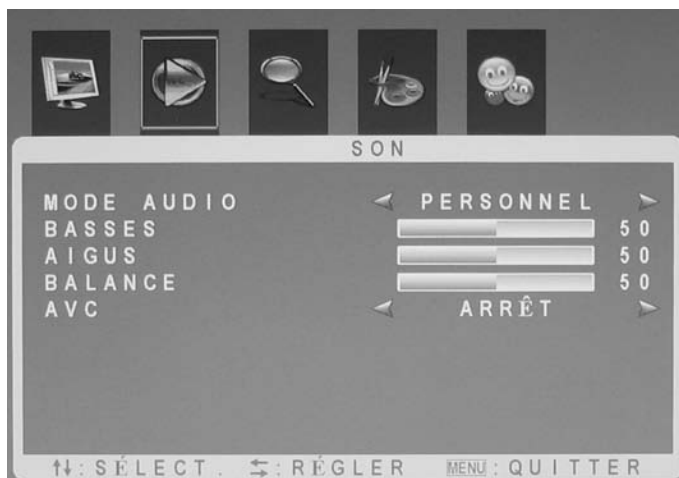 SON
MODE AUDIO PERSONNEL
BASSES 50
AIGUS 50
BALANCE 50
AVC ARRÊT
↑↓:SÉLECT. ⇆:RÉGLER MENU:QUITTER